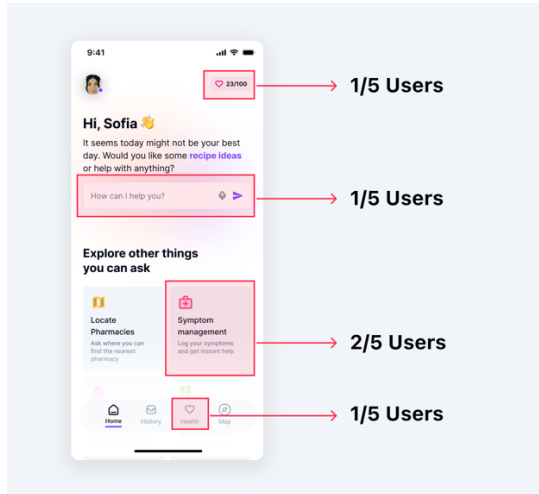 9:41
23/100
1/5 Users
Hi, Sofia 👋
It seems today might not be your best
day. Would you like some recipe ideas
or help with anything?
How can I help you?
1/5 Users
Explore other things
you can ask
Locate
Pharmacies
Ask where you can
find the nearest
pharmacy
Symptom
management
Log your symptoms
and get instant help
2/5 Users
Home
History
Health
Map
1/5 Users